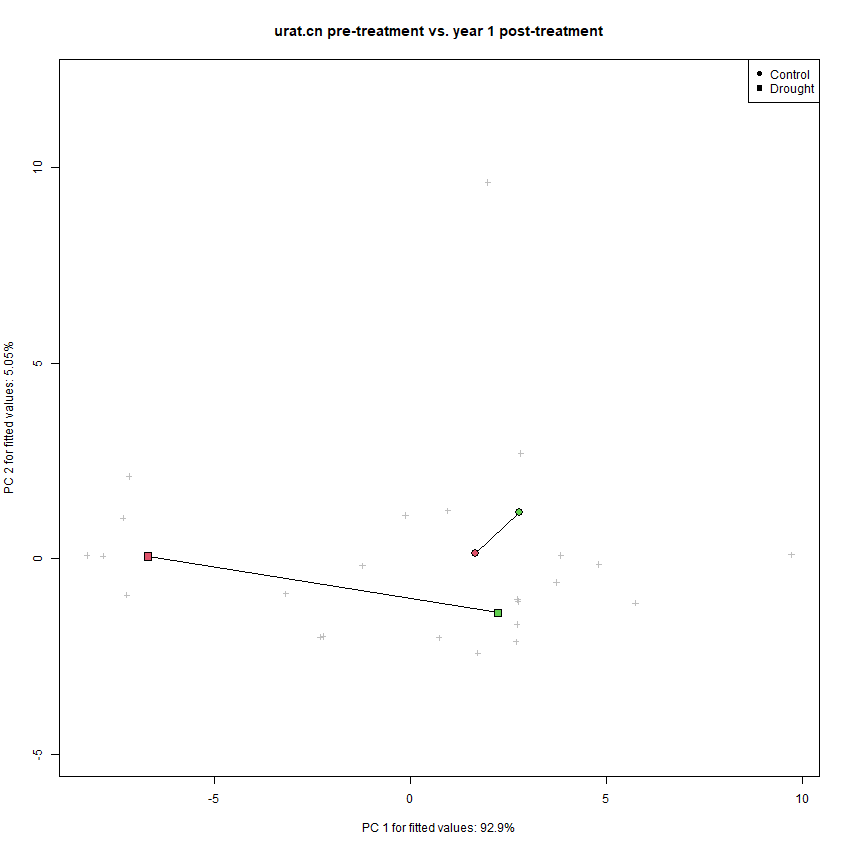 urat.cn pre-treatment vs. year 1 post-treatment
Control
Drought
10
5
0
-5
PC 2 for fitted values: 5.05%
-5
0
5
10
PC 1 for fitted values: 92.9%